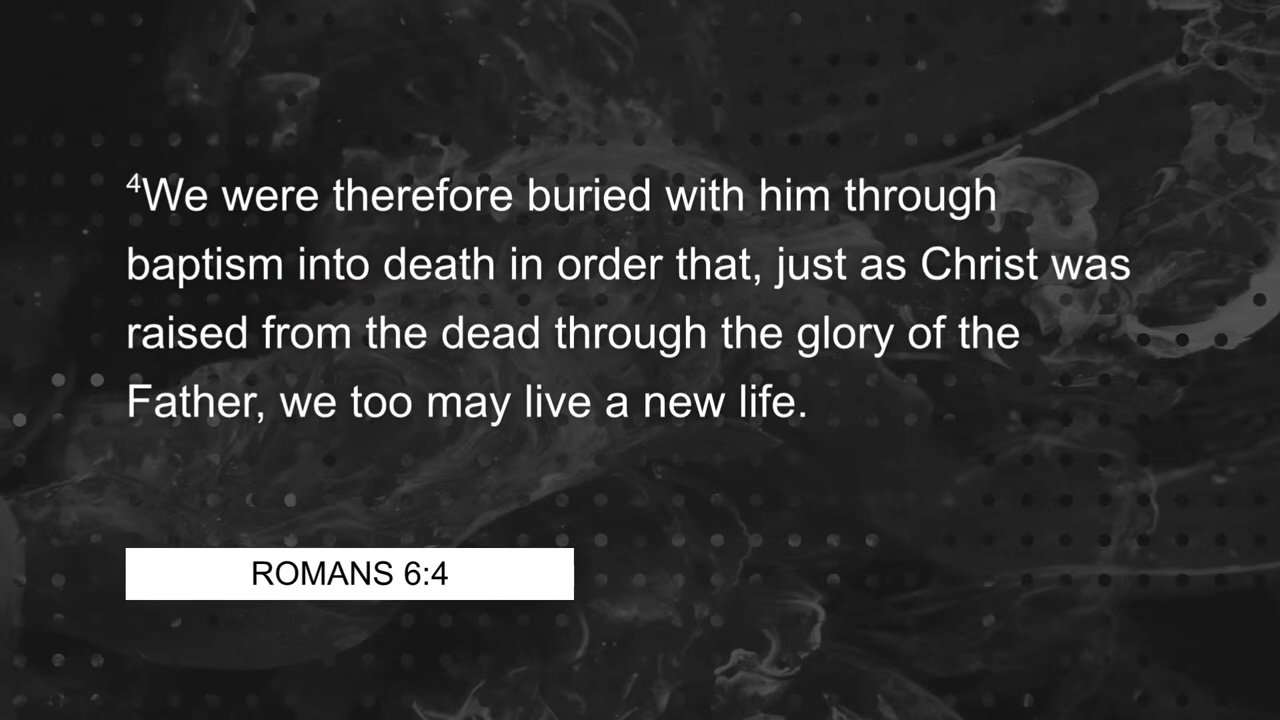 ⁴We were therefore buried with him through
baptism into death in order that, just as Christ was
raised from the dead through the glory of the
Father, we too may live a new life.
ROMANS 6:4